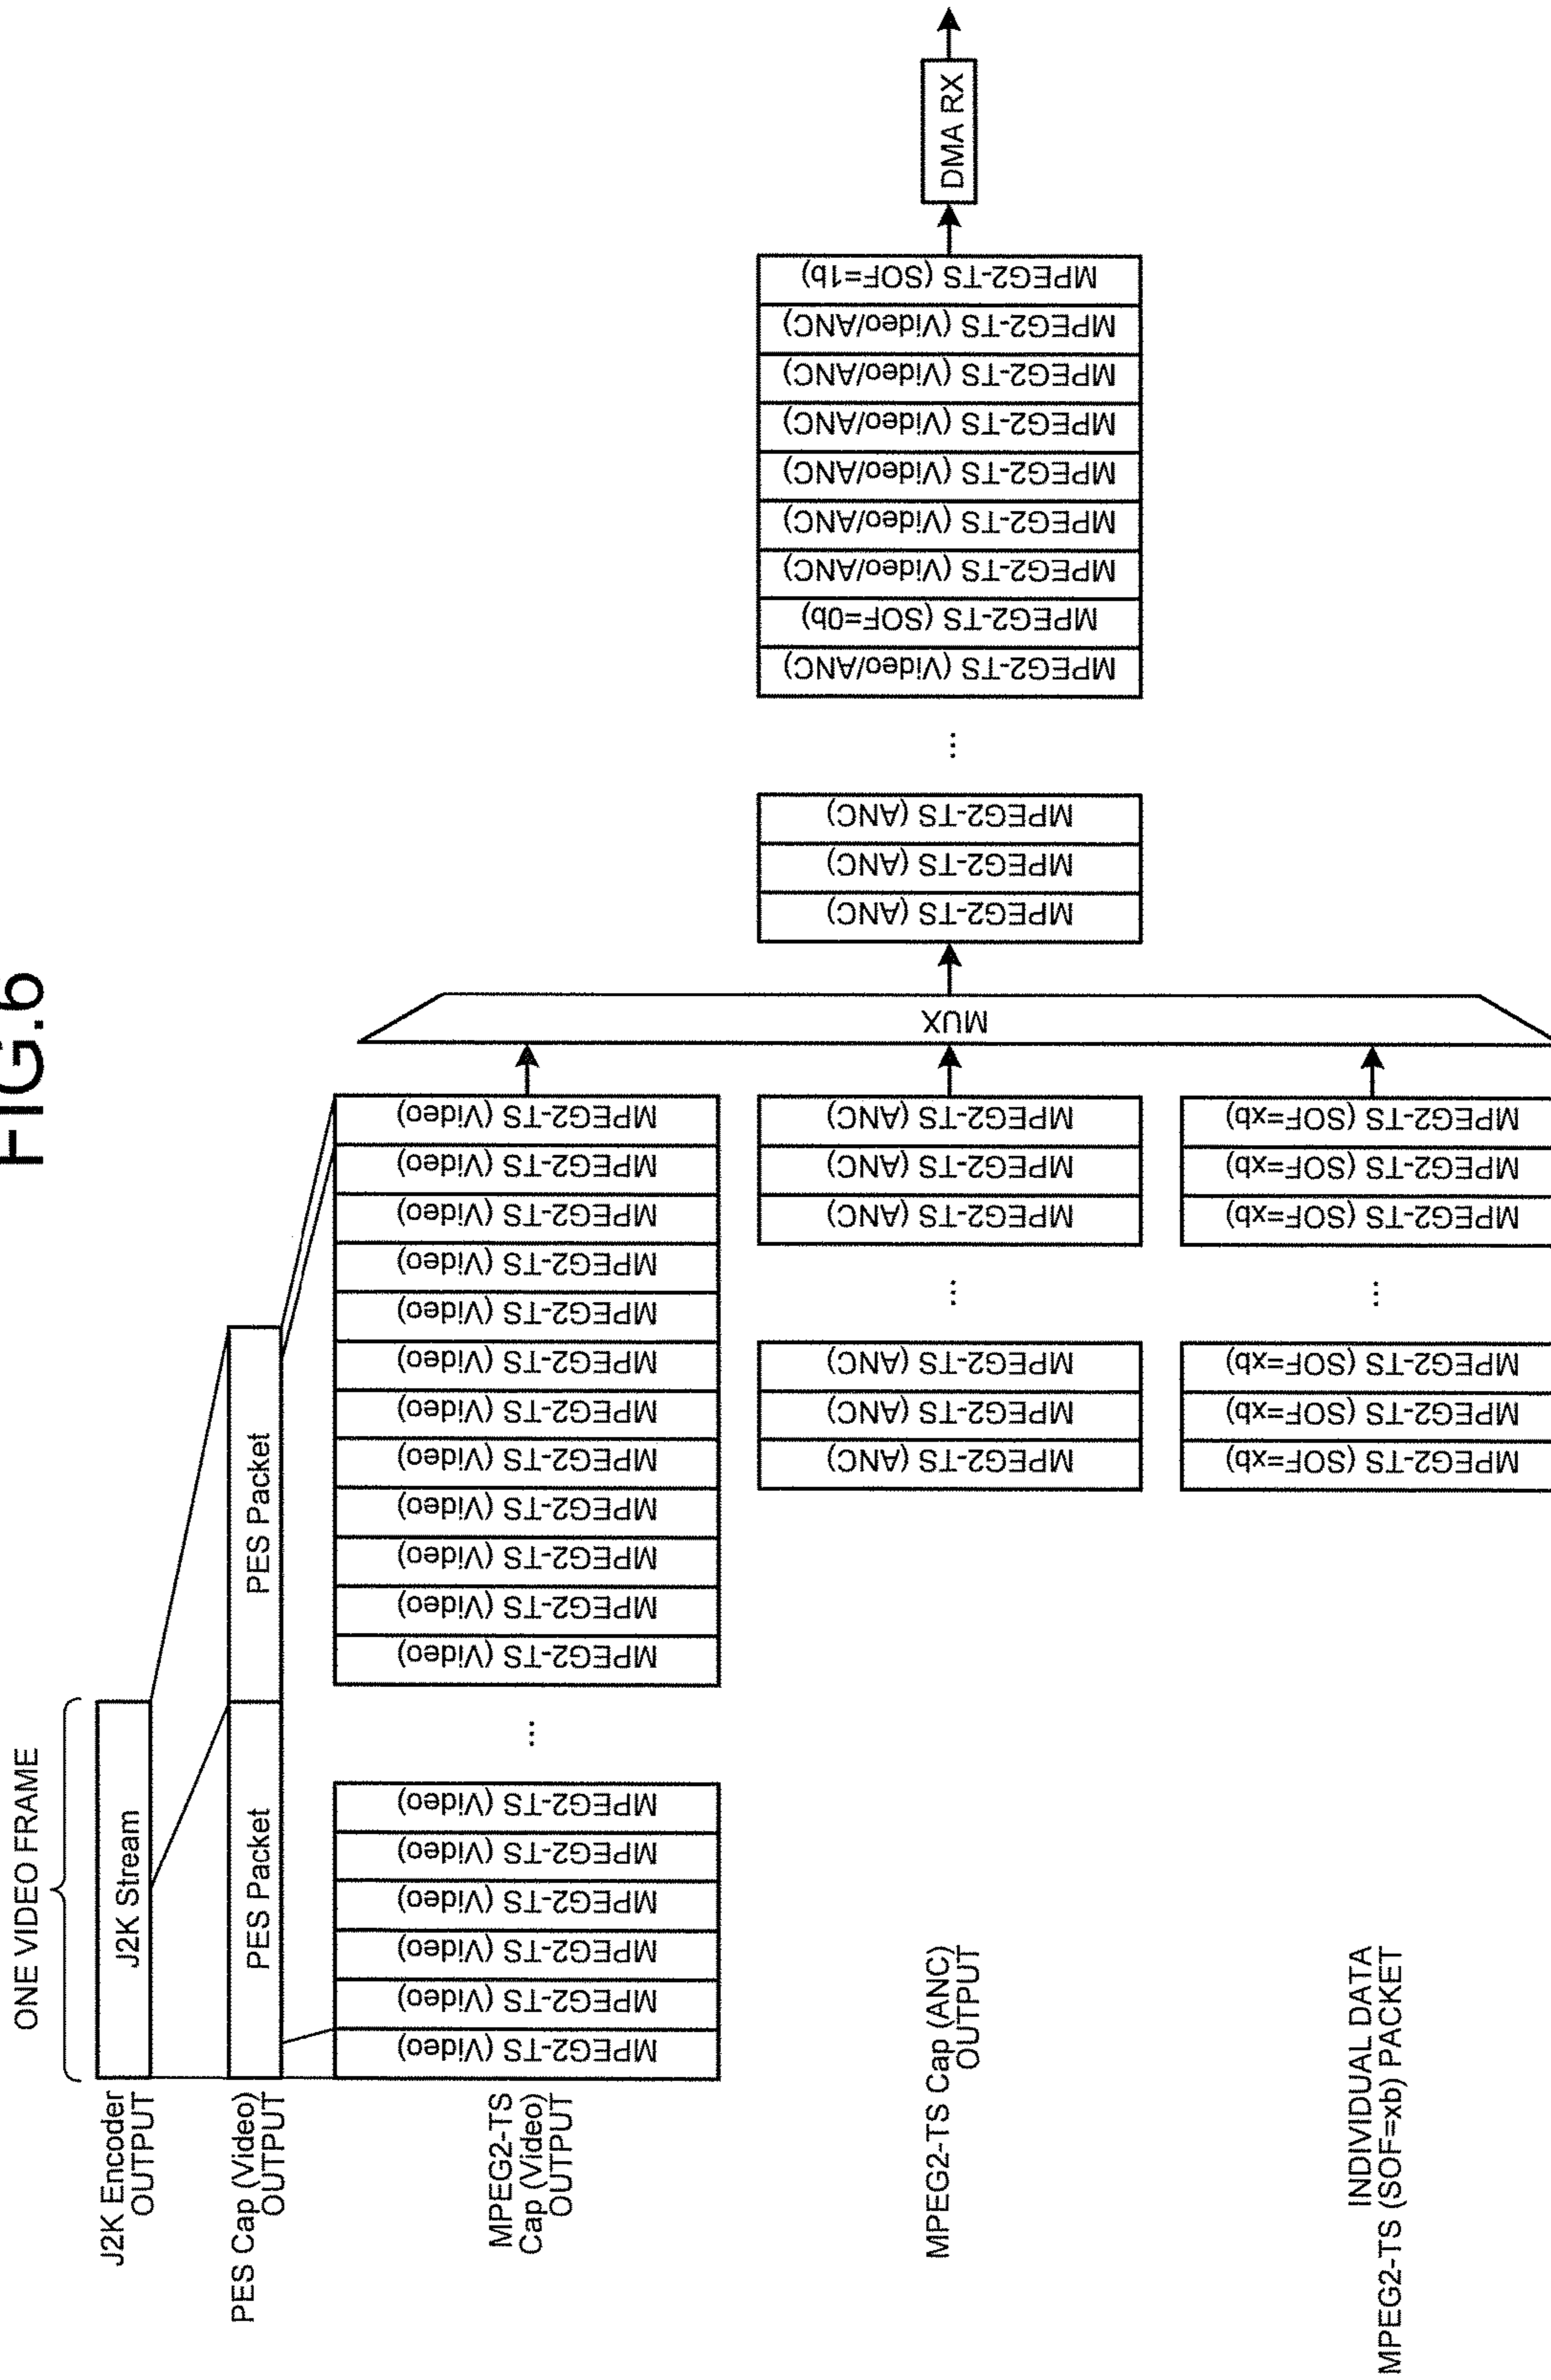 FIG.6
ONE VIDEO FRAME
J2K Encoder
OUTPUT
J2K Stream
PES Cap (Video)
OUTPUT
PES Packet
PES Packet
MPEG2-TS
Cap (Video)
OUTPUT
MPEG2-TS (Video)
MPEG2-TS (Video)
MPEG2-TS (Video)
MPEG2-TS (Video)
MPEG2-TS (Video)
MPEG2-TS (Video)
...
MPEG2-TS (Video)
MPEG2-TS (Video)
MPEG2-TS (Video)
MPEG2-TS (Video)
MPEG2-TS (Video)
MPEG2-TS (Video)
MPEG2-TS (Video)
MPEG2-TS (Video)
MPEG2-TS (Video)
MPEG2-TS (Video)
MPEG2-TS (Video)
MPEG2-TS (Video)
MPEG2-TS Cap (ANC)
OUTPUT
MPEG2-TS (ANC)
MPEG2-TS (ANC)
MPEG2-TS (ANC)
...
MPEG2-TS (ANC)
MPEG2-TS (ANC)
MPEG2-TS (ANC)
INDIVIDUAL DATA
MPEG2-TS (SOF=xb) PACKET
MPEG2-TS (SOF=xb)
MPEG2-TS (SOF=xb)
MPEG2-TS (SOF=xb)
...
MPEG2-TS (SOF=xb)
MPEG2-TS (SOF=xb)
MPEG2-TS (SOF=xb)
MUX
MPEG2-TS (ANC)
MPEG2-TS (ANC)
MPEG2-TS (ANC)
...
MPEG2-TS (Video/ANC)
MPEG2-TS (SOF=0b)
MPEG2-TS (Video/ANC)
MPEG2-TS (Video/ANC)
MPEG2-TS (Video/ANC)
MPEG2-TS (Video/ANC)
MPEG2-TS (Video/ANC)
MPEG2-TS (Video/ANC)
MPEG2-TS (SOF=1b)
DMA RX